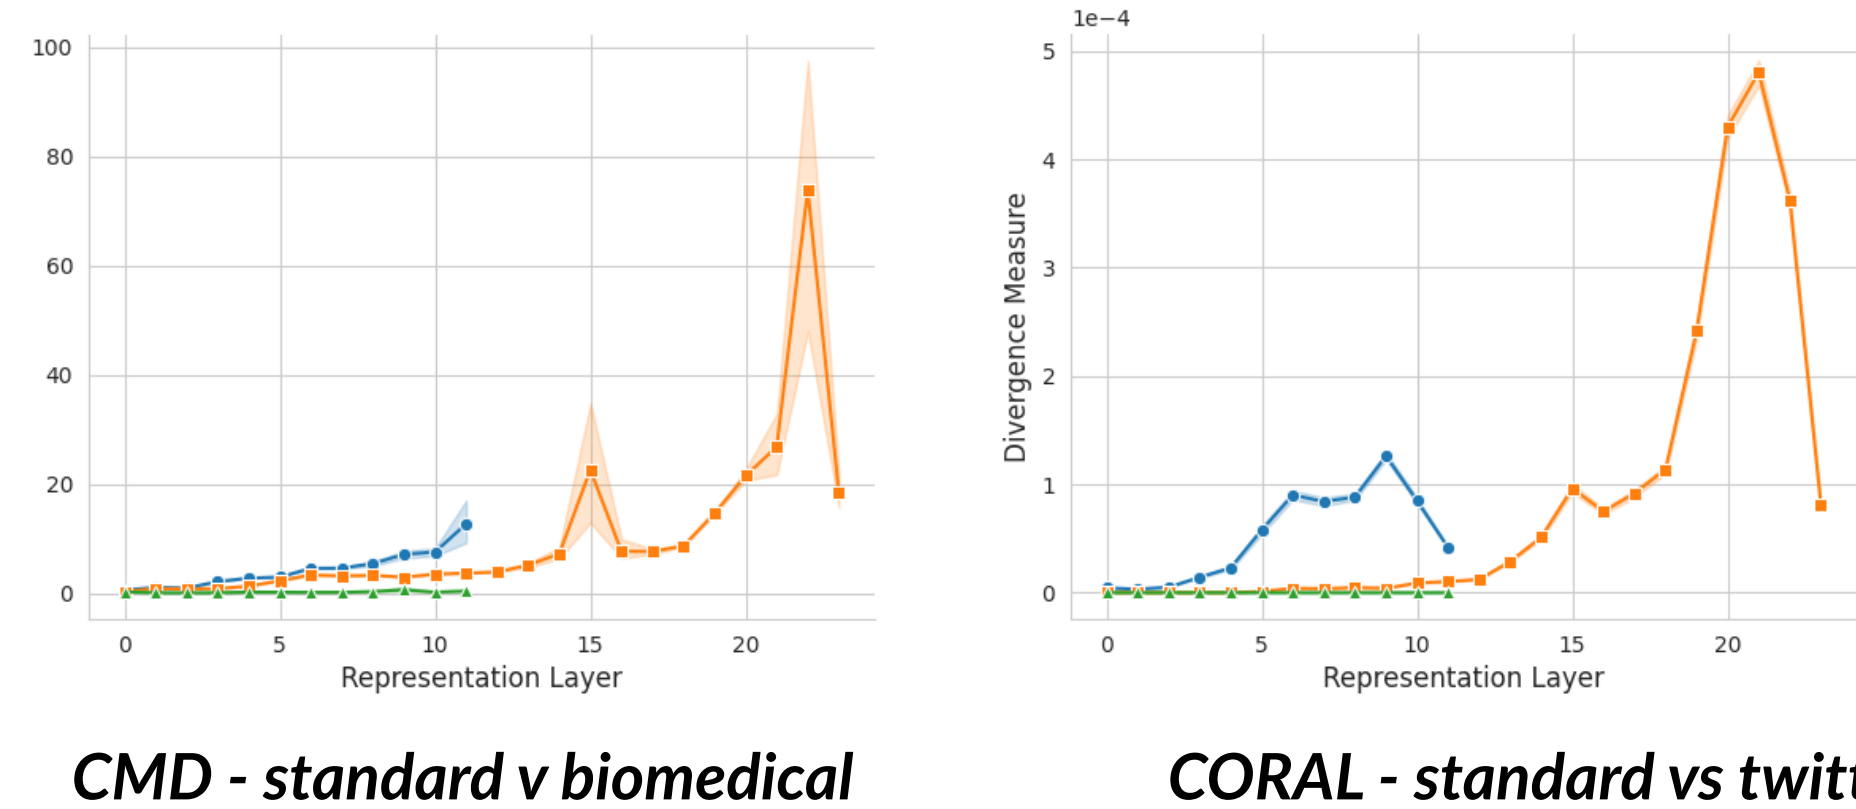 100
80
60
40
20
0
0 5 10 15 20
Representation Layer
CMD - standard v biomedical
1e−4
5
4
3
2
1
0
Divergence Measure
0 5 10 15 20
Representation Layer
CORAL - standard vs twitt